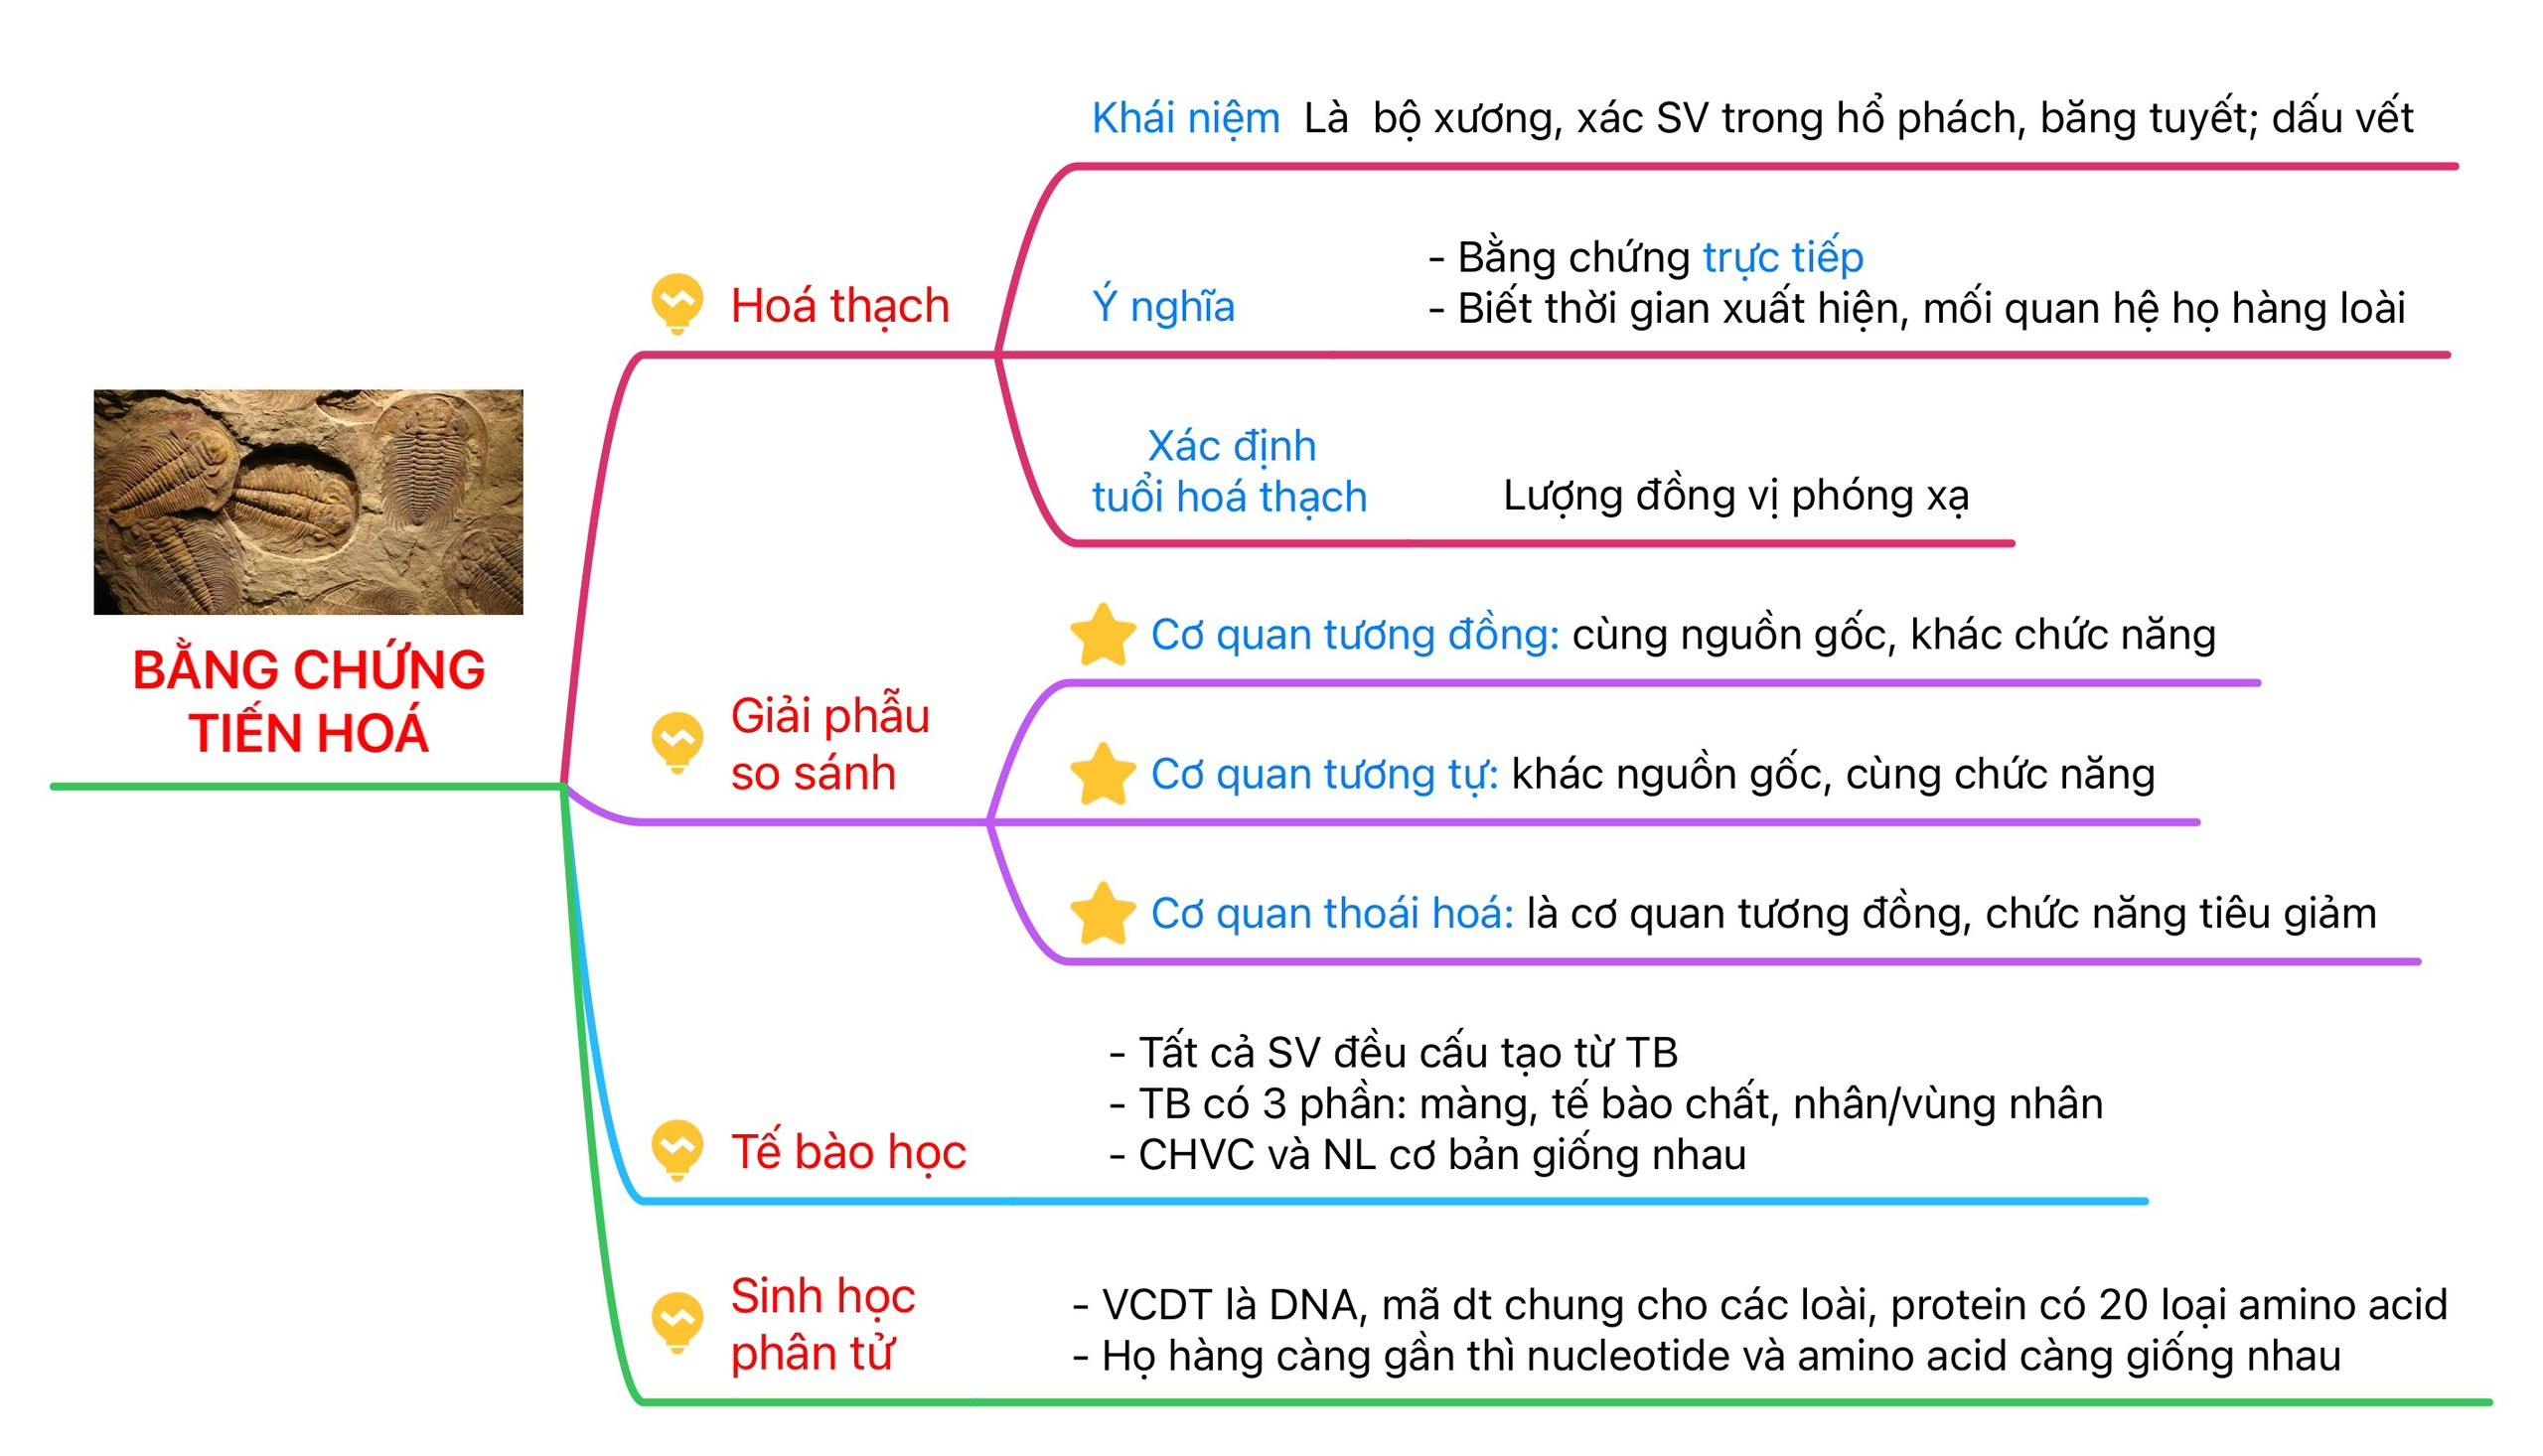 BẰNG CHỨNG
TIẾN HOÁ
Hoá thạch
Khái niệm Là bộ xương, xác SV trong hổ phách, băng tuyết; dấu vết
Ý nghĩa
- Bằng chứng trực tiếp
- Biết thời gian xuất hiện, mối quan hệ họ hàng loài
Xác định
tuổi hoá thạch
Lượng đồng vị phóng xạ
Giải phẫu
so sánh
Cơ quan tương đồng: cùng nguồn gốc, khác chức năng
Cơ quan tương tự: khác nguồn gốc, cùng chức năng
Cơ quan thoái hoá: là cơ quan tương đồng, chức năng tiêu giảm
Tế bào học
- Tất cả SV đều cấu tạo từ TB
- TB có 3 phần: màng, tế bào chất, nhân/vùng nhân
- CHVC và NL cơ bản giống nhau
Sinh học
phân tử
- VCDT là DNA, mã dt chung cho các loài, protein có 20 loại amino acid
- Họ hàng càng gần thì nucleotide và amino acid càng giống nhau